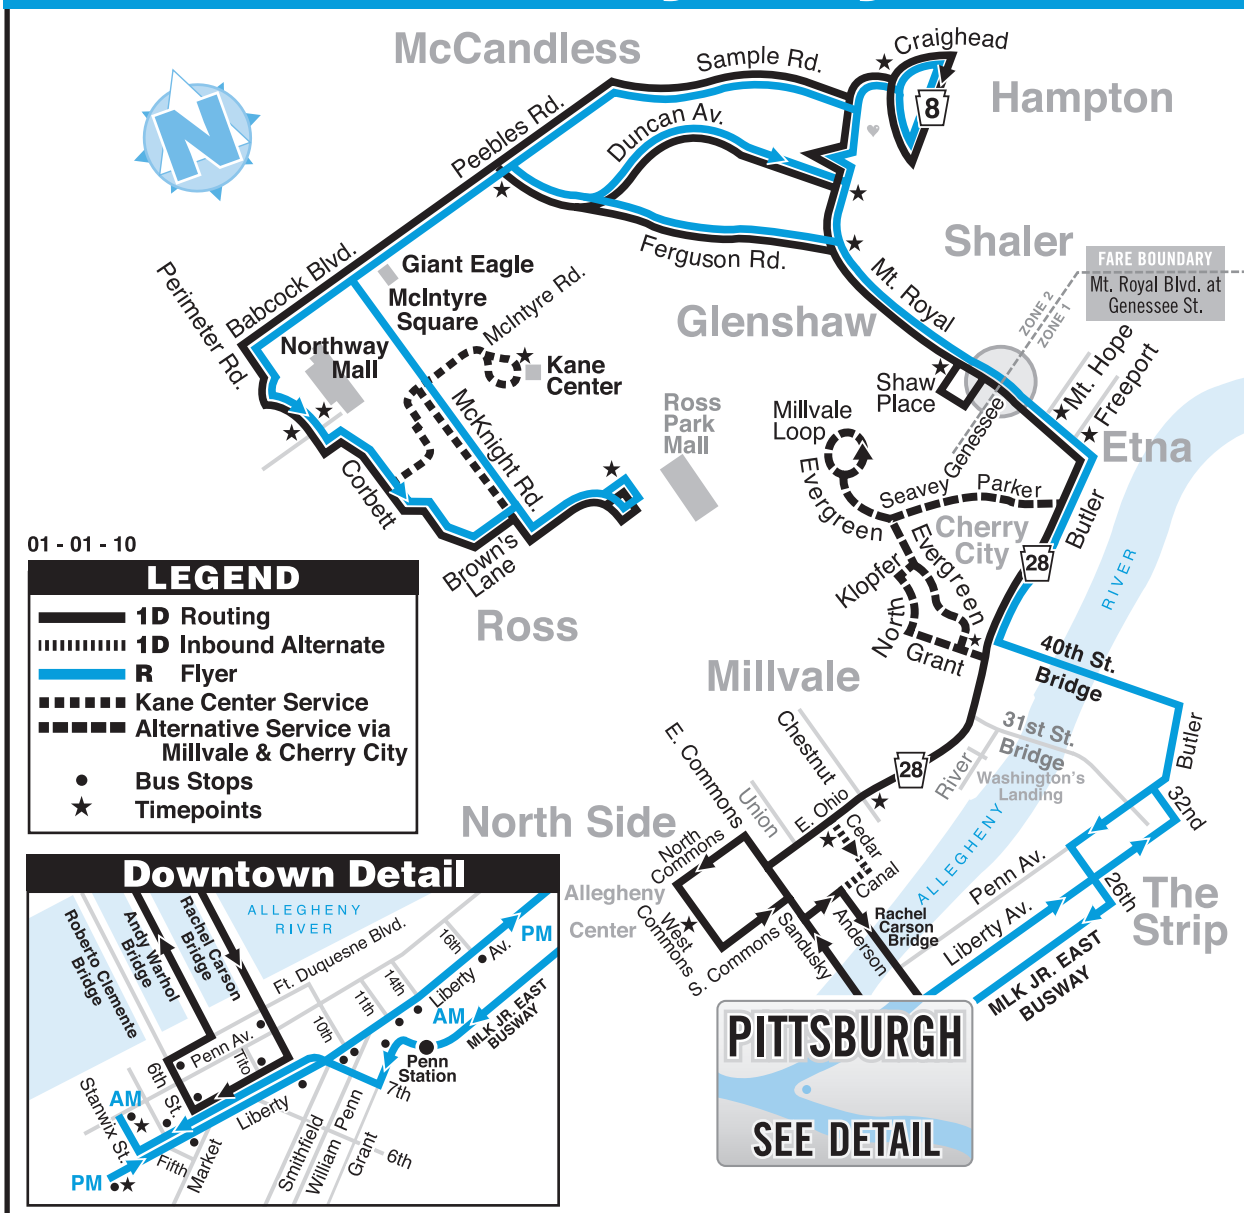 McCandless
Craighead
Sample Rd.
Hampton
8
Peebles Rd.
Duncan Av.
N
Shaler
Ferguson Rd.
Mt. Royal
FARE BOUNDARY
Mt. Royal Blvd. at
Genessee St.
ZONE 2
ZONE 1
Babcock Blvd.
Perimeter Rd.
Giant Eagle
McIntyre
Square
McIntyre Rd.
Glenshaw
Northway
Mall
Kane
Center
McKnight Rd.
Shaw
Place
Mt. Hope
Freeport
Ross
Park
Mall
Millvale
Loop
Genessee
Etna
Evergreen
Seavey
Parker
Butler
Corbett
Cherry
City
Evergreen
28
RIVER
Brown's
Lane
Klopfer
North
Grant
Ross
01 - 01 - 10
LEGEND
1D Routing
1D Inbound Alternate
R Flyer
Kane Center Service
Alternative Service via
Millvale & Cherry City
Bus Stops
Timepoints
40th St.
Bridge
Millvale
31st St.
Bridge
Butler
Chestnut
E. Commons
Union
28
River
Washington's
Landing
32nd
North Side
E. Ohio
Cedar
Canal
North
Commons
Allegheny
Center
West
Commons
S. Commons
Sandusky
Anderson
Rachel
Carson
Bridge
ALLEGHENY
Penn Av.
Liberty Av.
26th
The
Strip
MLK JR. EAST
BUSWAY
PITTSBURGH
SEE DETAIL
Downtown Detail
ALLEGHENY
RIVER
Roberto Clemente
Bridge
Andy Warhol
Bridge
Rachel Carson
Bridge
Ft. Duquesne Blvd.
16th
PM
Liberty Av.
14th
11th
10th
AM
MLK JR. EAST
BUSWAY
Penn
Station
Penn Av.
Tito
6th St.
7th
AM
Stanwix St.
Liberty
Fifth
Market
Smithfield
William Penn
Grant
6th
PM